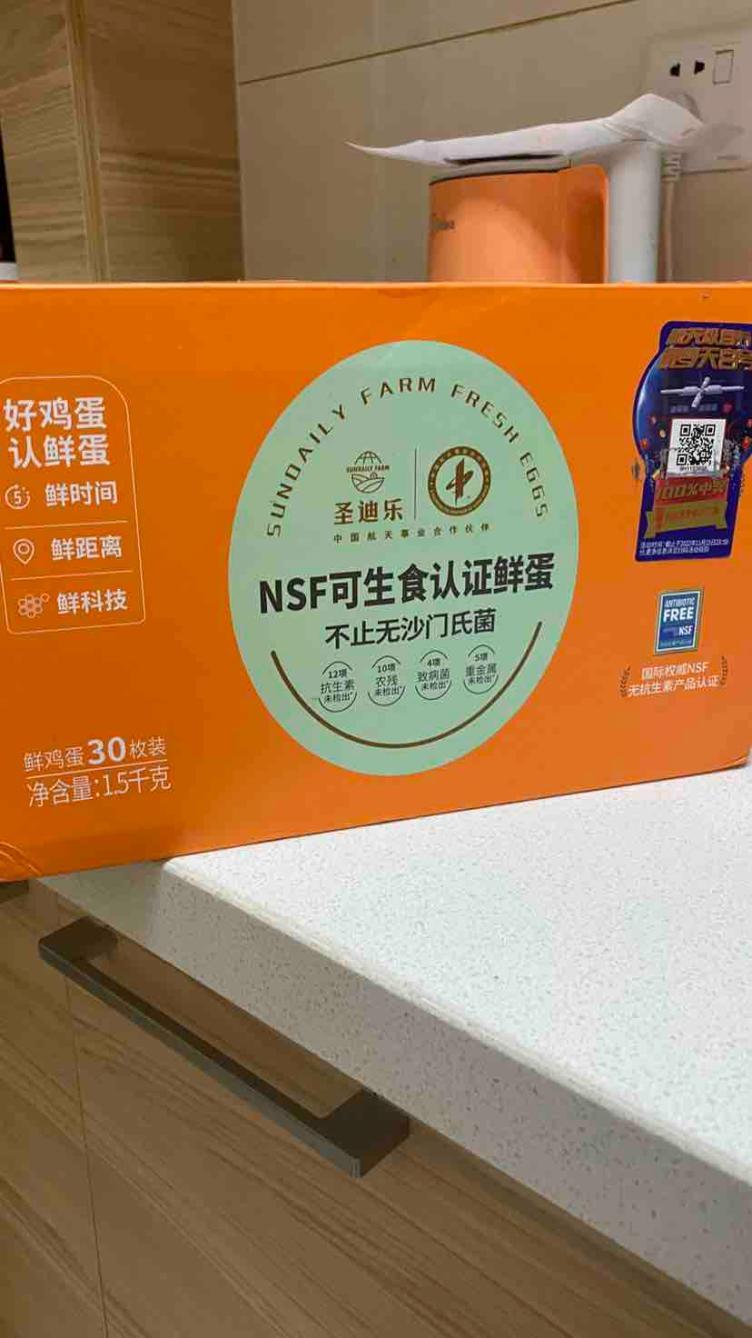 好鸡蛋
认鲜蛋
鲜时间
鲜距离
鲜科技
鲜鸡蛋30枚装
净含量:1.5千克
SUNDAILY FARM FRESH EGGS
SUNDAILY FARM
圣迪乐
中国航天事业合作伙伴
NSF可生食认证鲜蛋
不止无沙门氏菌
12项
抗生素
未检出
10项
农残
未检出
4项
致病菌
未检出
5项
重金属
未检出
100%中奖
ANTIBIOTIC
FREE
NSF
国际权威NSF
无抗生素产品认证